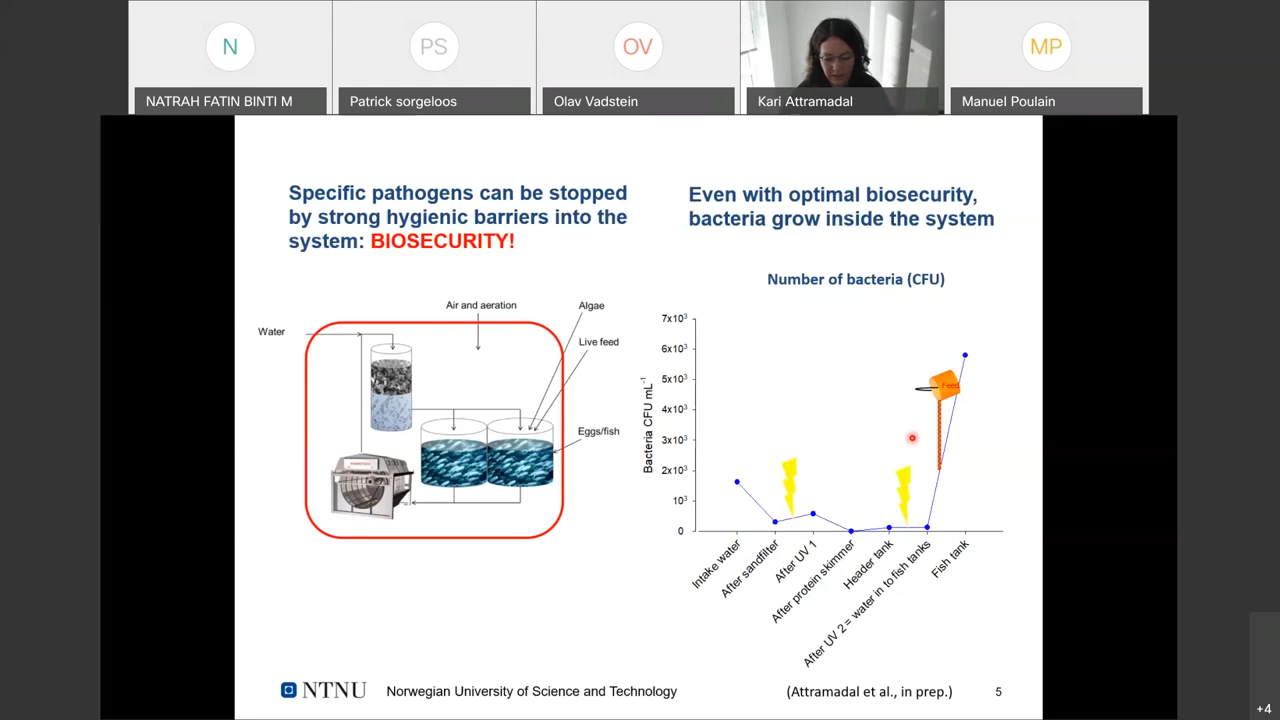 N
PS
OV
MP
NATRAH FATIN BINTI M
Patrick sorgeloos
Olav Vadstein
Kari Attramadal
Manuel Poulain
Specific pathogens can be stopped
by strong hygienic barriers into the
system: BIOSECURITY!
Even with optimal biosecurity,
bacteria grow inside the system
Air and aeration
Algae
Water
Live feed
Eggs/fish
Number of bacteria (CFU)
Bacteria CFU mL⁻¹
7x10³
6x10³
5x10³
4x10³
3x10³
2x10³
10³
0
Feed
Intake water
After sandfilter
After UV 1
After protein skimmer
Header tank
After UV 2 = water in to fish tanks
Fish tank
NTNU
Norwegian University of Science and Technology
(Attramadal et al., in prep.)
5
+4